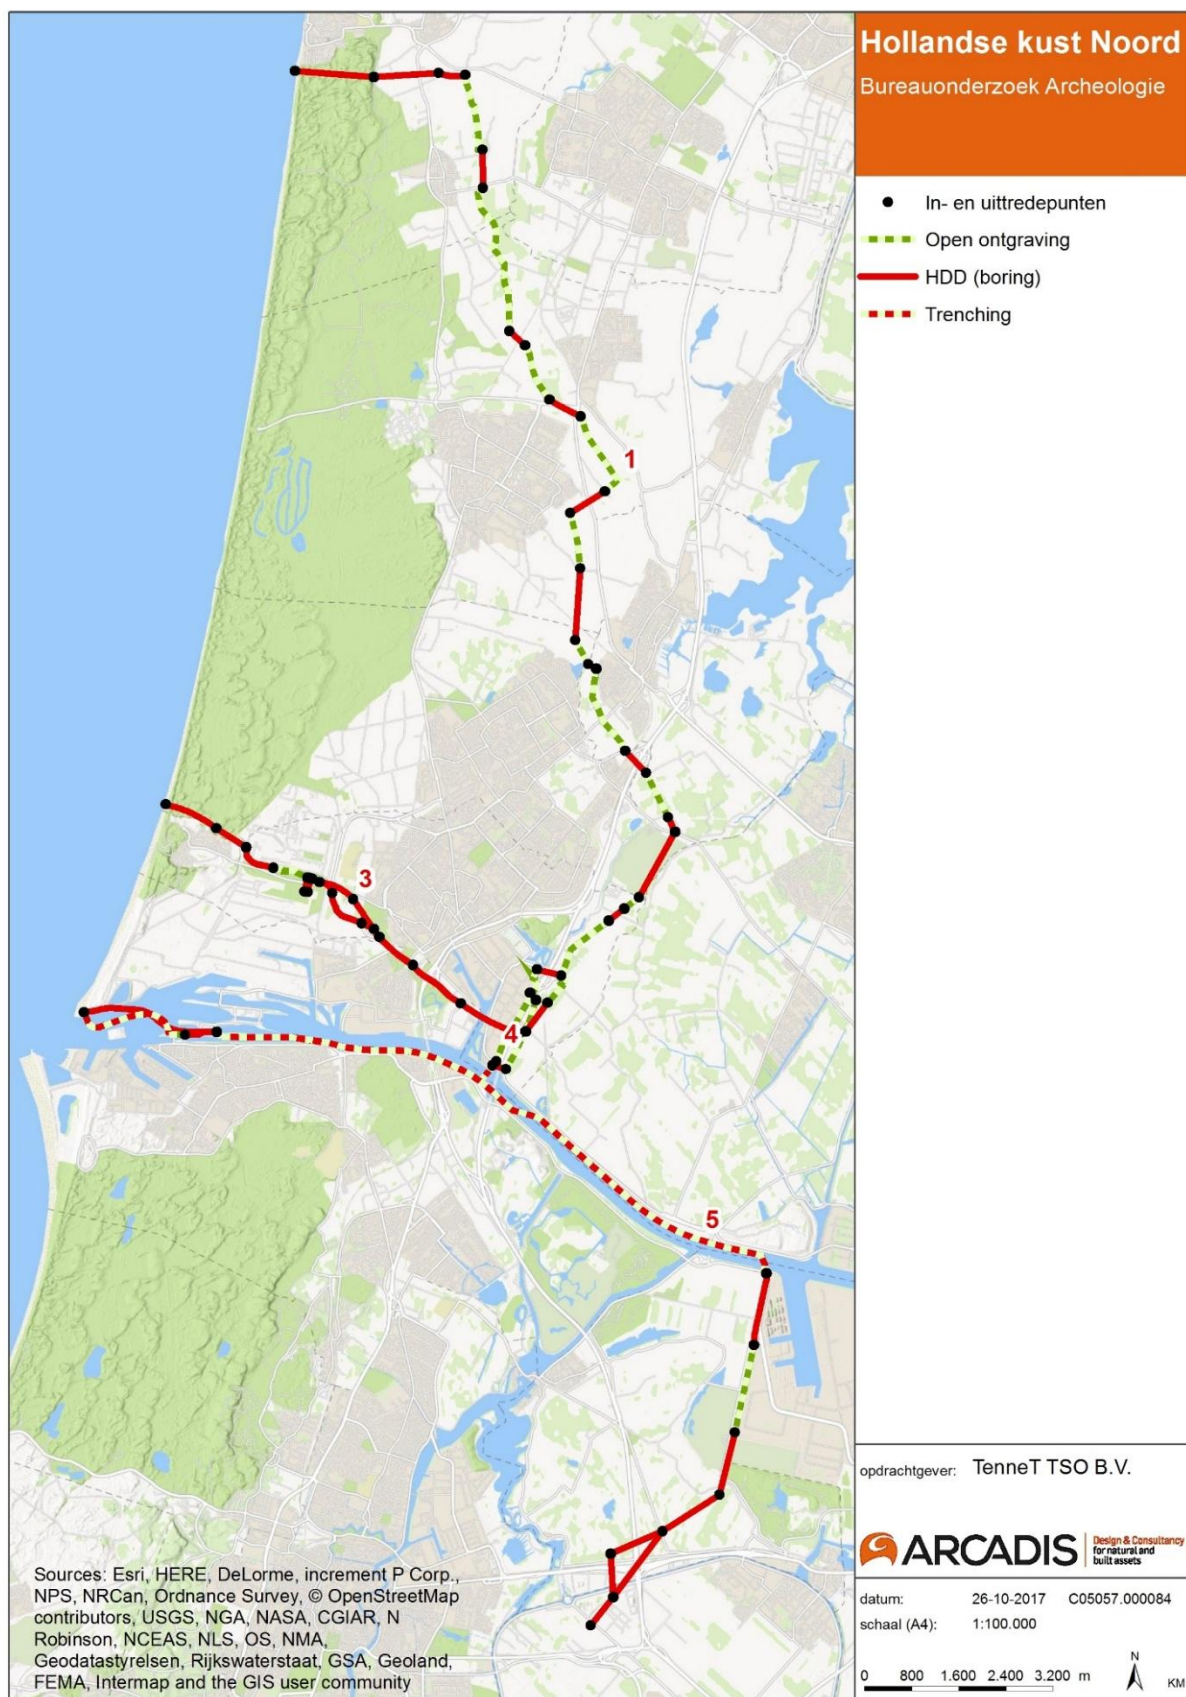 Hollandse kust Noord
Bureauonderzoek Archeologie
In- en uittredepunten
Open ontgraving
HDD (boring)
Trenching
1
3
4
5
Sources: Esri, HERE, DeLorme, increment P Corp.,
NPS, NRCan, Ordnance Survey, © OpenStreetMap
contributors, USGS, NGA, NASA, CGIAR, N
Robinson, NCEAS, NLS, OS, NMA,
Geodatastyrelsen, Rijkswaterstaat, GSA, Geoland,
FEMA, Intermap and the GIS user community
opdrachtgever: TenneT TSO B.V.
ARCADIS
Design & Consultancy
for natural and
built assets
datum: 26-10-2017 C05057.000084
schaal (A4): 1:100.000
0 800 1.600 2.400 3.200 m
N
KM